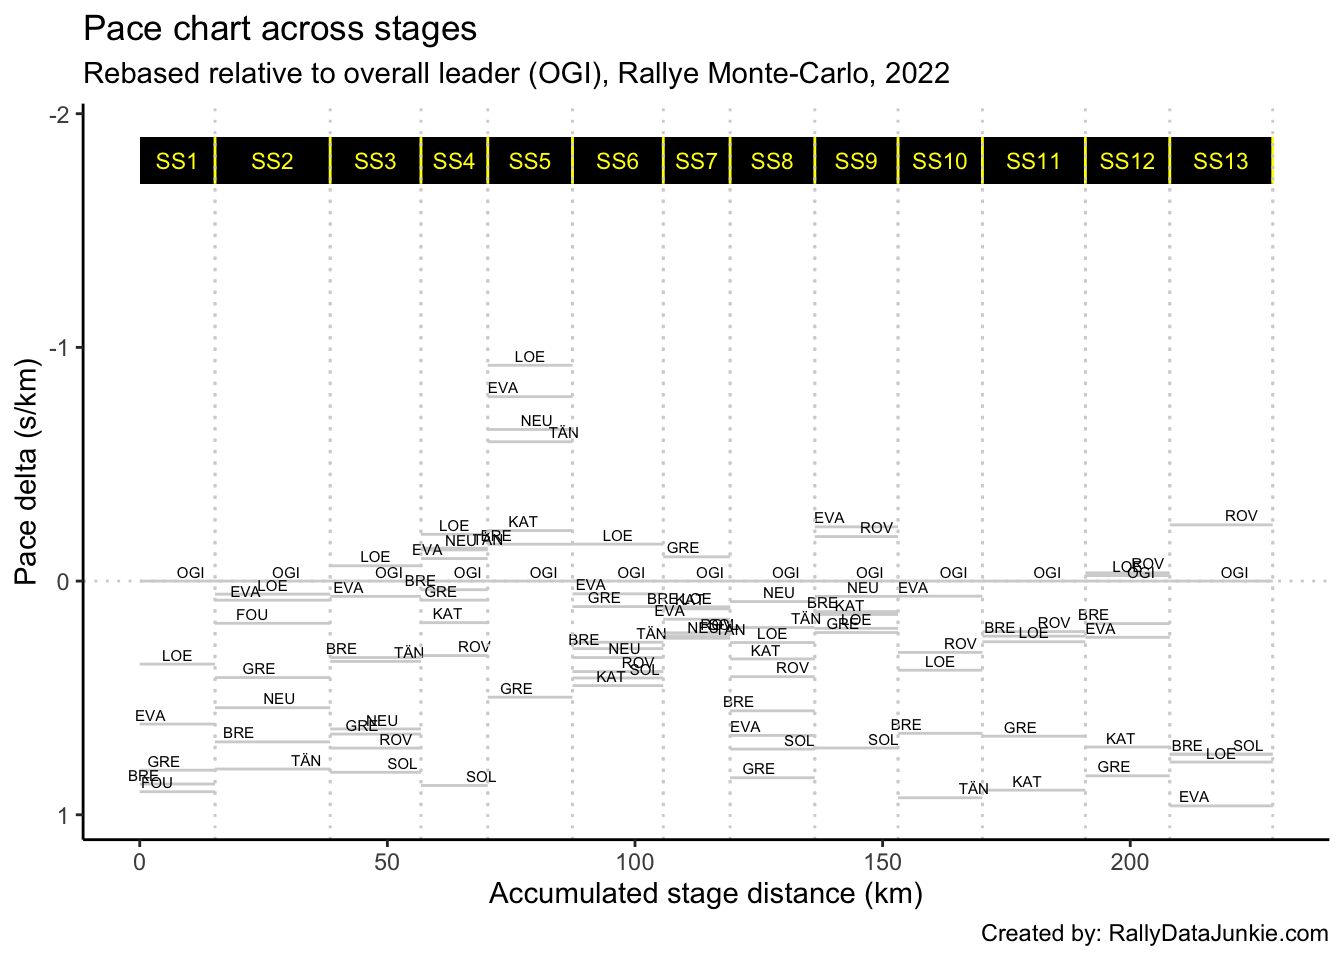 Pace chart across stages
Rebased relative to overall leader (OGI), Rallye Monte-Carlo, 2022
Pace delta (s/km)
-2
-1
0
1
SS1 SS2 SS3 SS4 SS5 SS6 SS7 SS8 SS9 SS10 SS11 SS12 SS13
OGI
LOE
EVA
GRE
BRE
FOU
OGI
LOE
EVA
FOU
GRE
NEU
BRE
TÄN
LOE
OGI
EVA
BRE
TÄN
NEU
GRE
ROV
SOL
LOE
NEU
TÄN
EVA
OGI
BRE
GRE
KAT
ROV
SOL
LOE
EVA
NEU
TÄN
KAT
BRE
OGI
GRE
LOE
OGI
EVA
GRE
BRE
NEU
TÄN
ROV
SOL
KAT
GRE
OGI
BRE
LOE
KAT
EVA
NEU
TÄN
OGI
NEU
TÄN
LOE
KAT
ROV
BRE
EVA
SOL
GRE
EVA
ROV
OGI
NEU
BRE
KAT
LOE
GRE
SOL
OGI
EVA
ROV
LOE
BRE
TÄN
OGI
ROV
BRE
LOE
GRE
KAT
ROV
LOE
OGI
BRE
EVA
KAT
GRE
ROV
OGI
BRE
SOL
LOE
EVA
0 50 100 150 200
Accumulated stage distance (km)
Created by: RallyDataJunkie.com